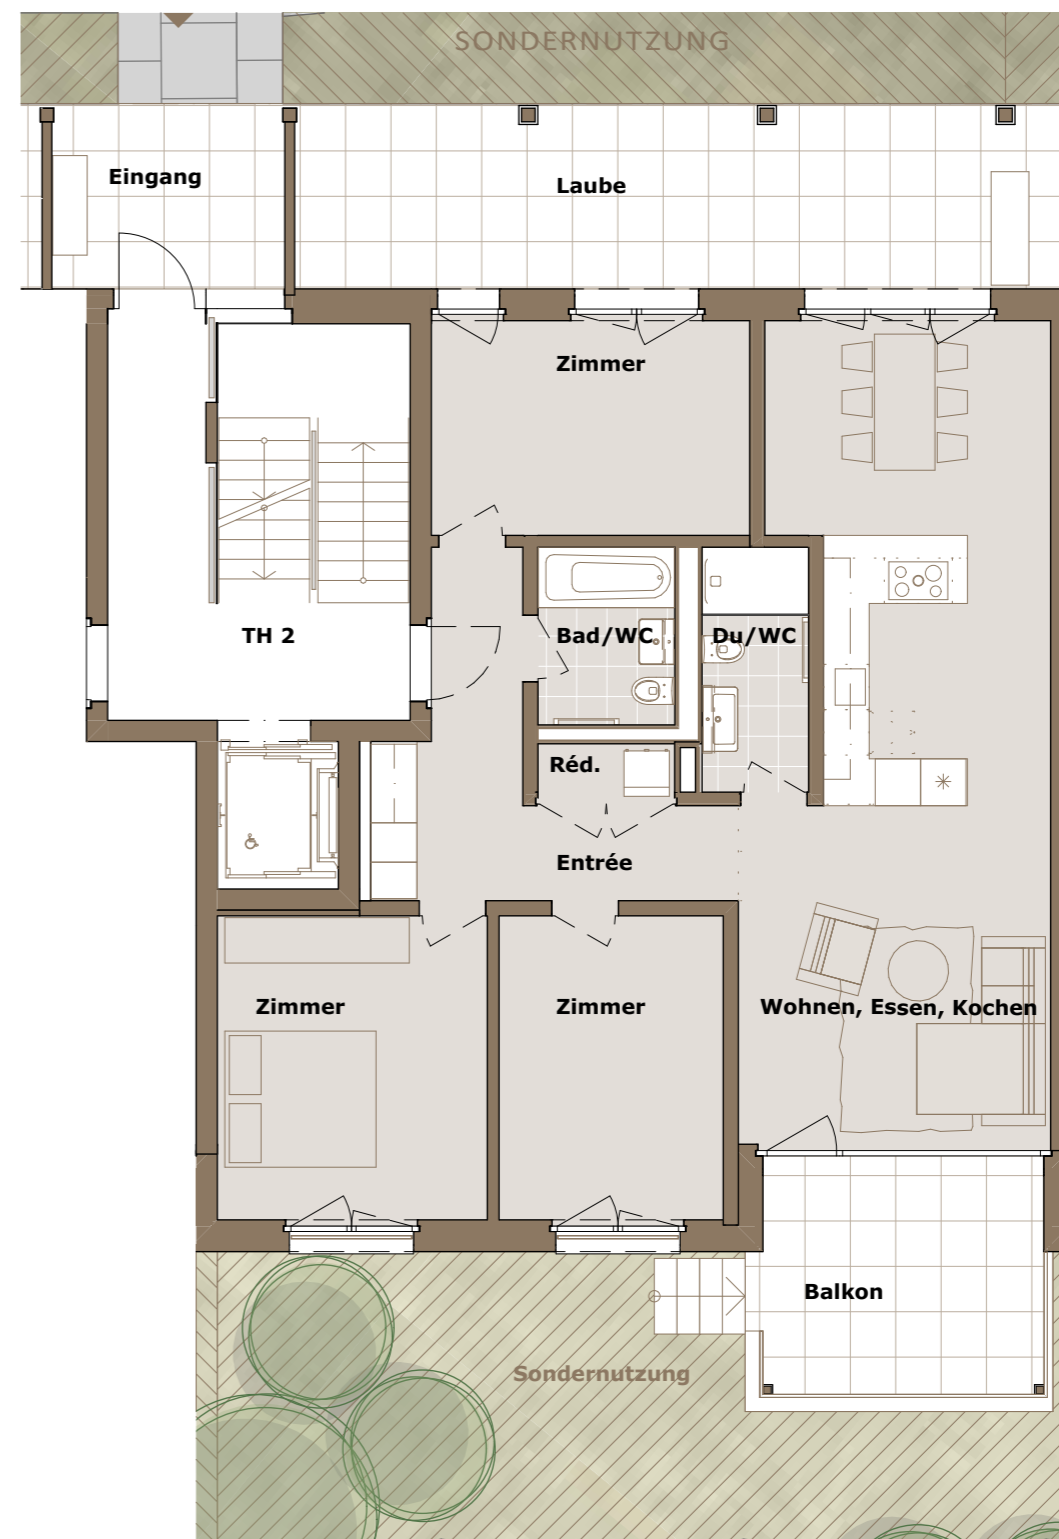 SONDERNUTZUNG
Eingang
Laube
Zimmer
TH 2
Bad/WC
Du/WC
Réd.
Entrée
Zimmer
Zimmer
Wohnen, Essen, Kochen
Balkon
Sondernutzung